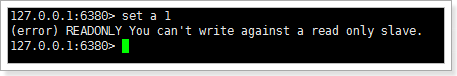 127.0.0.1:6380> set a 1
(error) READONLY You can't write against a read only slave.
127.0.0.1:6380>